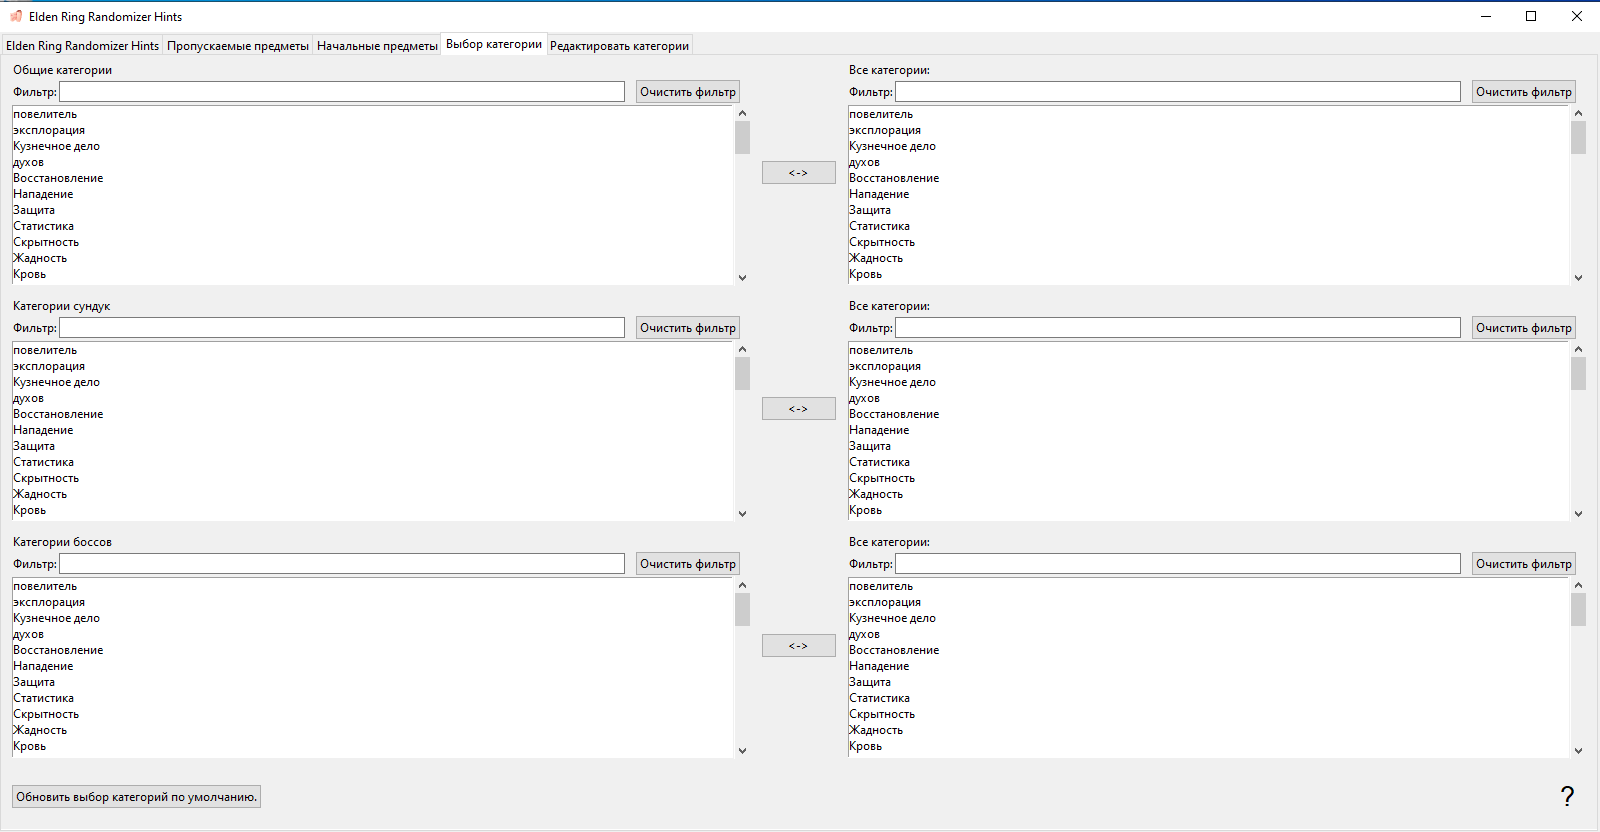 Elden Ring Randomizer Hints
Elden Ring Randomizer Hints Пропускаемые предметы Начальные предметы Выбор категории Редактировать категории
Общие категории
Фильтр: Очистить фильтр
повелитель
эксплорация
Кузнечное дело
духов
Восстановление
Нападение
Защита
Статистика
Скрытность
Жадность
Кровь
<->
Все категории:
Фильтр: Очистить фильтр
повелитель
эксплорация
Кузнечное дело
духов
Восстановление
Нападение
Защита
Статистика
Скрытность
Жадность
Кровь
Категории сундук
Фильтр: Очистить фильтр
повелитель
эксплорация
Кузнечное дело
духов
Восстановление
Нападение
Защита
Статистика
Скрытность
Жадность
Кровь
<->
Все категории:
Фильтр: Очистить фильтр
повелитель
эксплорация
Кузнечное дело
духов
Восстановление
Нападение
Защита
Статистика
Скрытность
Жадность
Кровь
Категории боссов
Фильтр: Очистить фильтр
повелитель
эксплорация
Кузнечное дело
духов
Восстановление
Нападение
Защита
Статистика
Скрытность
Жадность
Кровь
<->
Все категории:
Фильтр: Очистить фильтр
повелитель
эксплорация
Кузнечное дело
духов
Восстановление
Нападение
Защита
Статистика
Скрытность
Жадность
Кровь
Обновить выбор категорий по умолчанию.
?